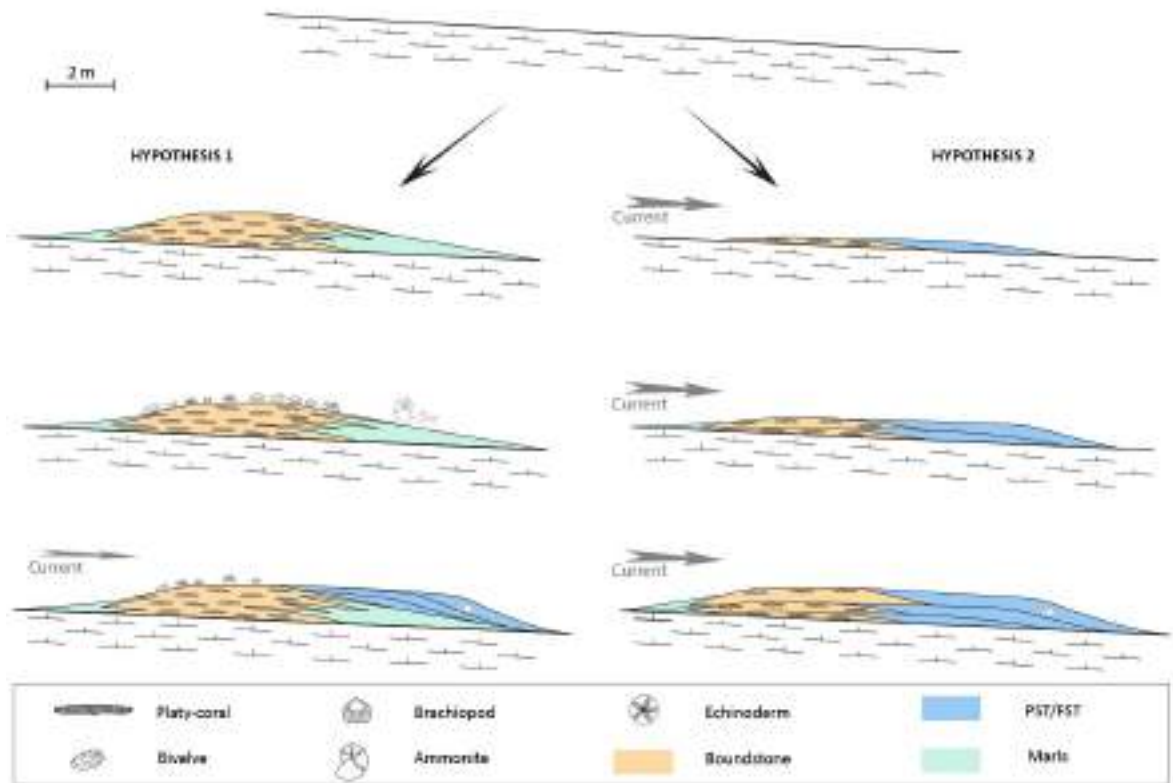 2 m
HYPOTHESIS 1
HYPOTHESIS 2
Current
Current
Current
Current
Platy-coral
Brachiopod
Echinoderm
PST/FST
Bivalve
Ammonite
Boundstone
Marls